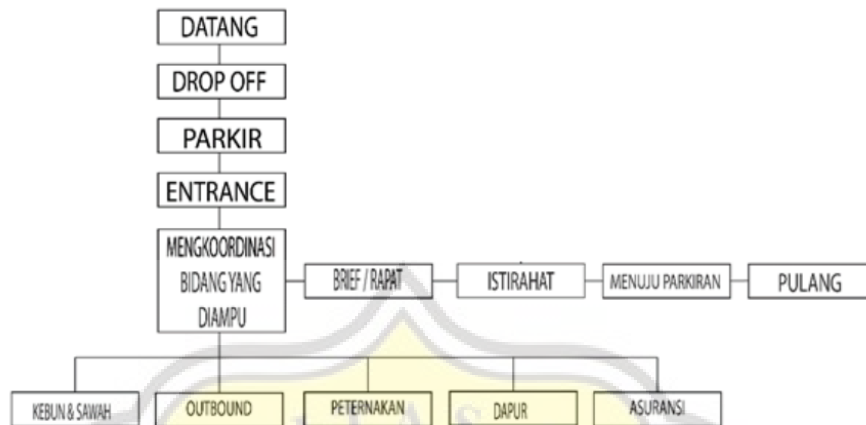 DATANG
DROP OFF
PARKIR
ENTRANCE
MENGKOORDINASI
BIDANG YANG
DIAMPU
BRIEF / RAPAT
ISTIRAHAT
MENUJU PARKIRAN
PULANG
KEBUN & SAWAH
OUTBOUND
PETERNAKAN
DAPUR
ASURANSI